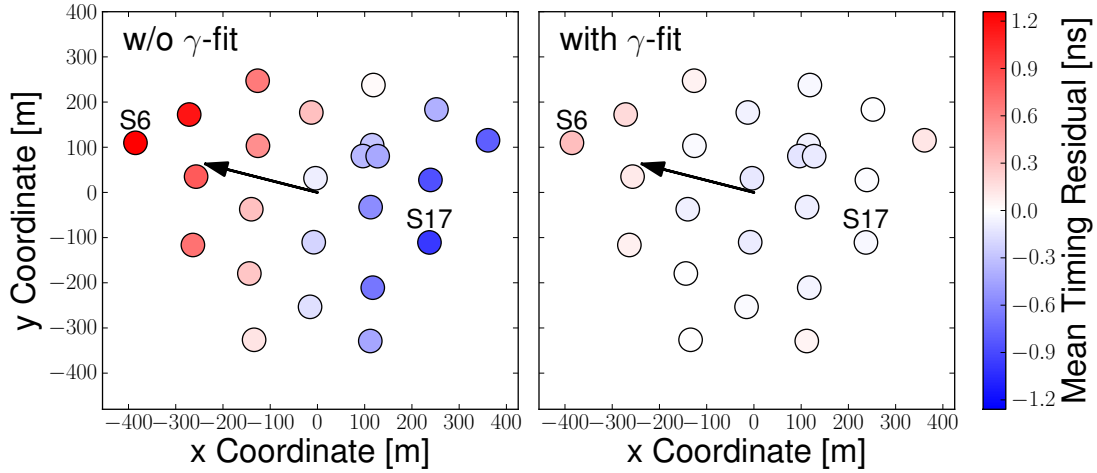 w/o γ-fit
with γ-fit
S6
S17
S6
S17
400
300
200
100
0
−100
−200
−300
−400
y Coordinate [m]
−400−300−200−100 0 100 200 300 400
−400−300−200−100 0 100 200 300 400
x Coordinate [m]
x Coordinate [m]
1.2
0.9
0.6
0.3
0.0
−0.3
−0.6
−0.9
−1.2
Mean Timing Residual [ns]